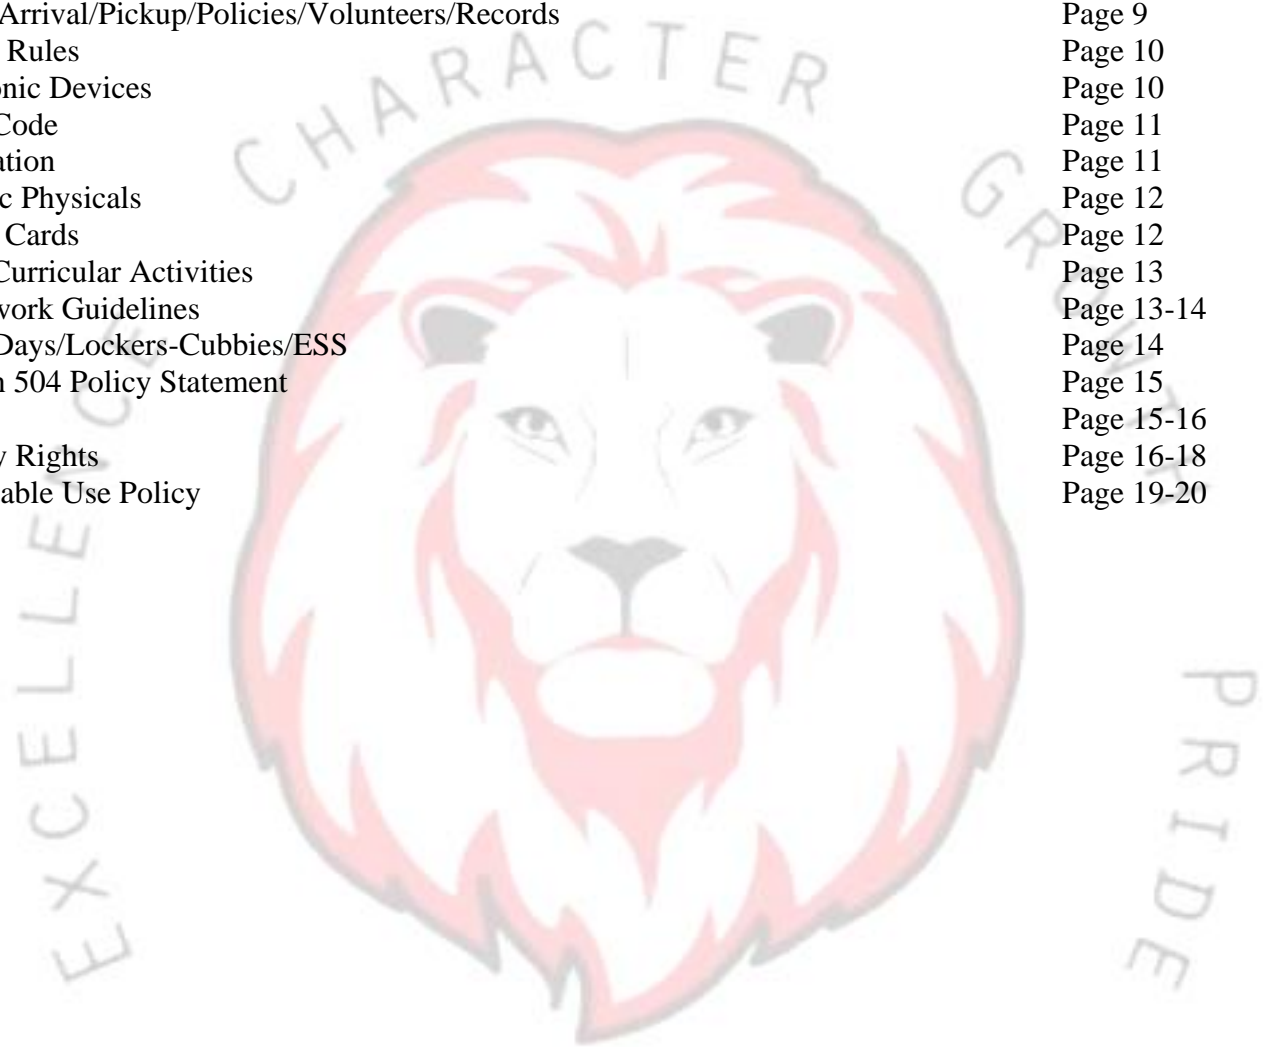 Arrival/Pickup/Policies/Volunteers/Records Page 9
Rules Page 10
onic Devices Page 10
Code Page 11
ation Page 11
c Physicals Page 12
Cards Page 12
Curricular Activities Page 13
work Guidelines Page 13-14
Days/Lockers-Cubbies/ESS Page 14
n 504 Policy Statement Page 15
Page 15-16
y Rights Page 16-18
able Use Policy Page 19-20
EXCELLENCE
CHARACTER
GROWTH
PRIDE